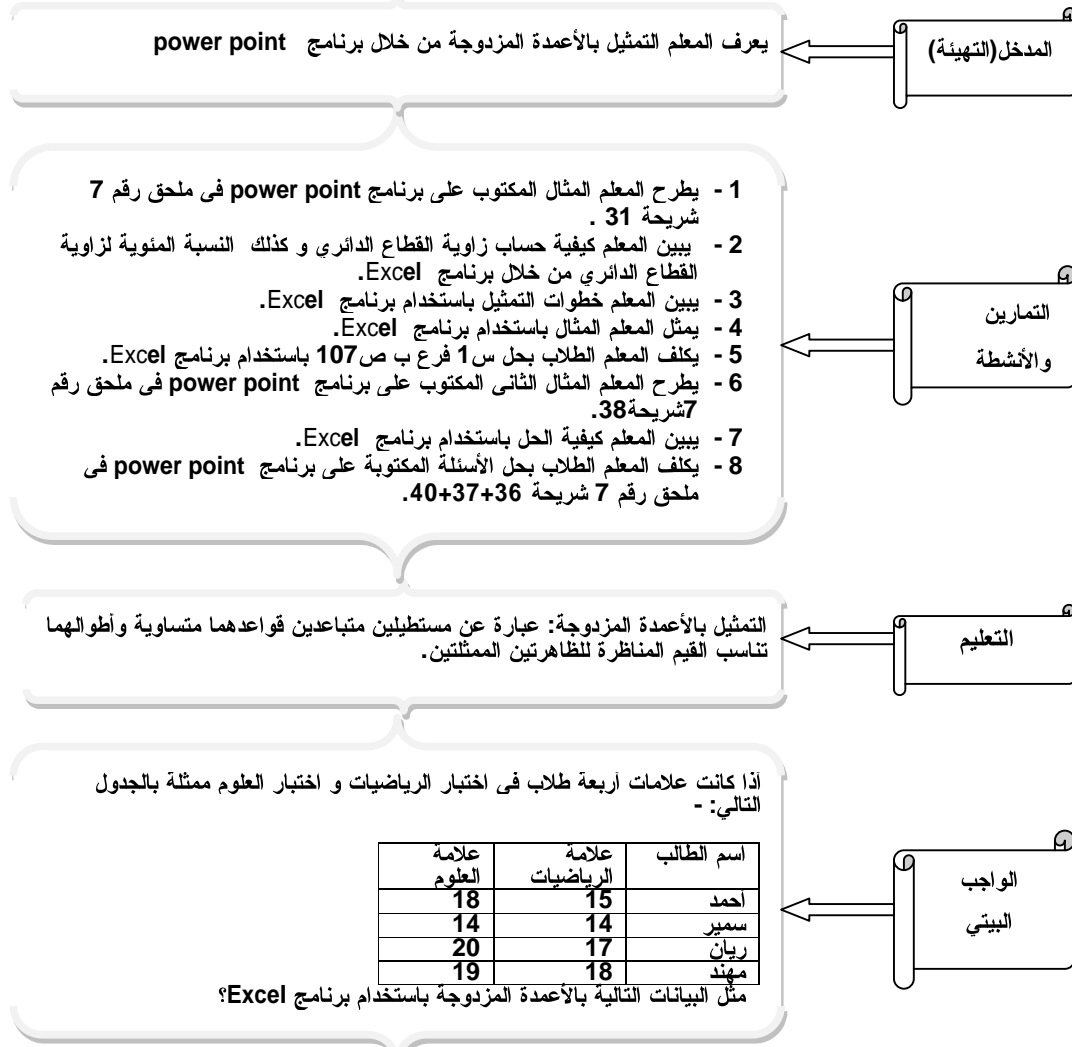 المدخل(التهيئة)
يعرف المعلم التمثيل بالأعمدة المزدوجة من خلال برنامج power point
التمارين
والأنشطة
1 - يطرح المعلم المثال المكتوب على برنامج power point فى ملحق رقم 7
شريحة 31 .
2 - يبين المعلم كيفية حساب زاوية القطاع الدائري و كذلك النسبة المئوية لزاوية
القطاع الدائري من خلال برنامج Excel.
3 - يبين المعلم خطوات التمثيل باستخدام برنامج Excel.
4 - يمثل المعلم المثال باستخدام برنامج Excel.
5 - يكلف المعلم الطلاب بحل س1 فرع ب ص107 باستخدام برنامج Excel.
6 - يطرح المعلم المثال الثانى المكتوب على برنامج power point فى ملحق رقم
7شريحة38.
7 - يبين المعلم كيفية الحل باستخدام برنامج Excel.
8 - يكلف المعلم الطلاب بحل الأسئلة المكتوبة على برنامج power point فى
ملحق رقم 7 شريحة 36+37+40.
التعليم
التمثيل بالأعمدة المزدوجة: عبارة عن مستطيلين متباعدين قواعدهما متساوية وأطوالهما
تناسب القيم المناظرة للظاهرتين الممثلتين.
الواجب
البيتي
أذا كانت علامات أربعة طلاب فى اختبار الرياضيات و اختبار العلوم ممثلة بالجدول
التالي: -
اسم الطالب علامة الرياضيات علامة العلوم
أحمد 15 18
سمير 14 14
ريان 17 20
مهند 18 19
مثل البيانات التالية بالأعمدة المزدوجة باستخدام برنامج Excel؟